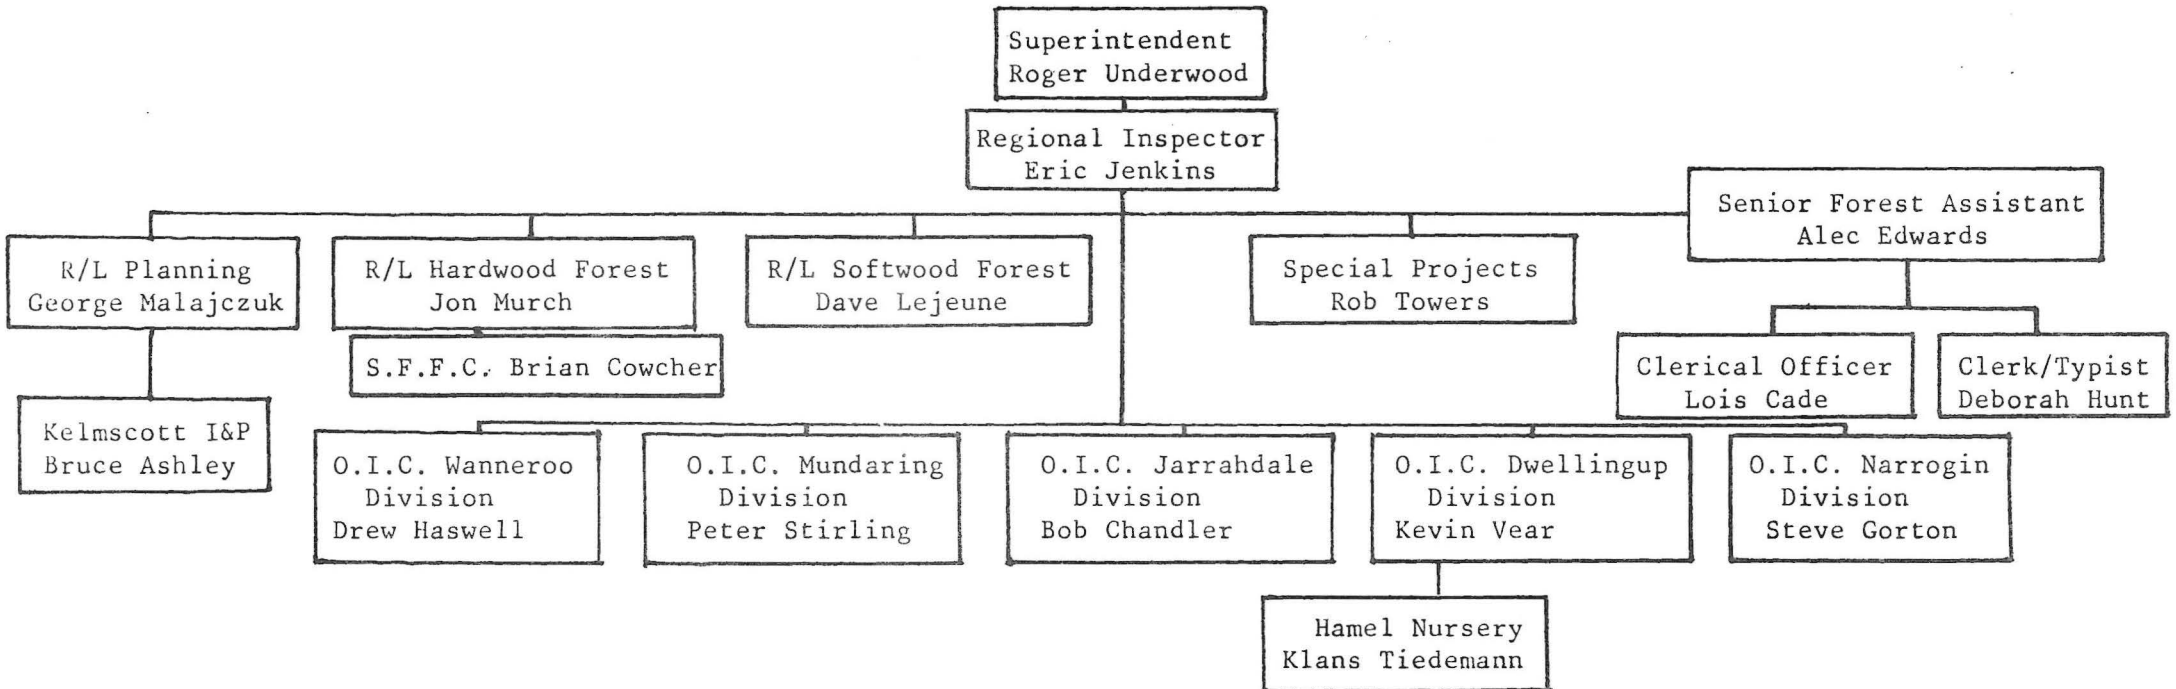 Superintendent
Roger Underwood
Regional Inspector
Eric Jenkins
Senior Forest Assistant
Alec Edwards
R/L Planning
George Malajczuk
R/L Hardwood Forest
Jon Murch
R/L Softwood Forest
Dave Lejeune
Special Projects
Rob Towers
S.F.F.C. Brian Cowcher
Clerical Officer
Lois Cade
Clerk/Typist
Deborah Hunt
Kelmscott I&P
Bruce Ashley
O.I.C. Wanneroo
Division
Drew Haswell
O.I.C. Mundaring
Division
Peter Stirling
O.I.C. Jarrahdale
Division
Bob Chandler
O.I.C. Dwellingup
Division
Kevin Vear
O.I.C. Narrogin
Division
Steve Gorton
Hamel Nursery
Klans Tiedemann